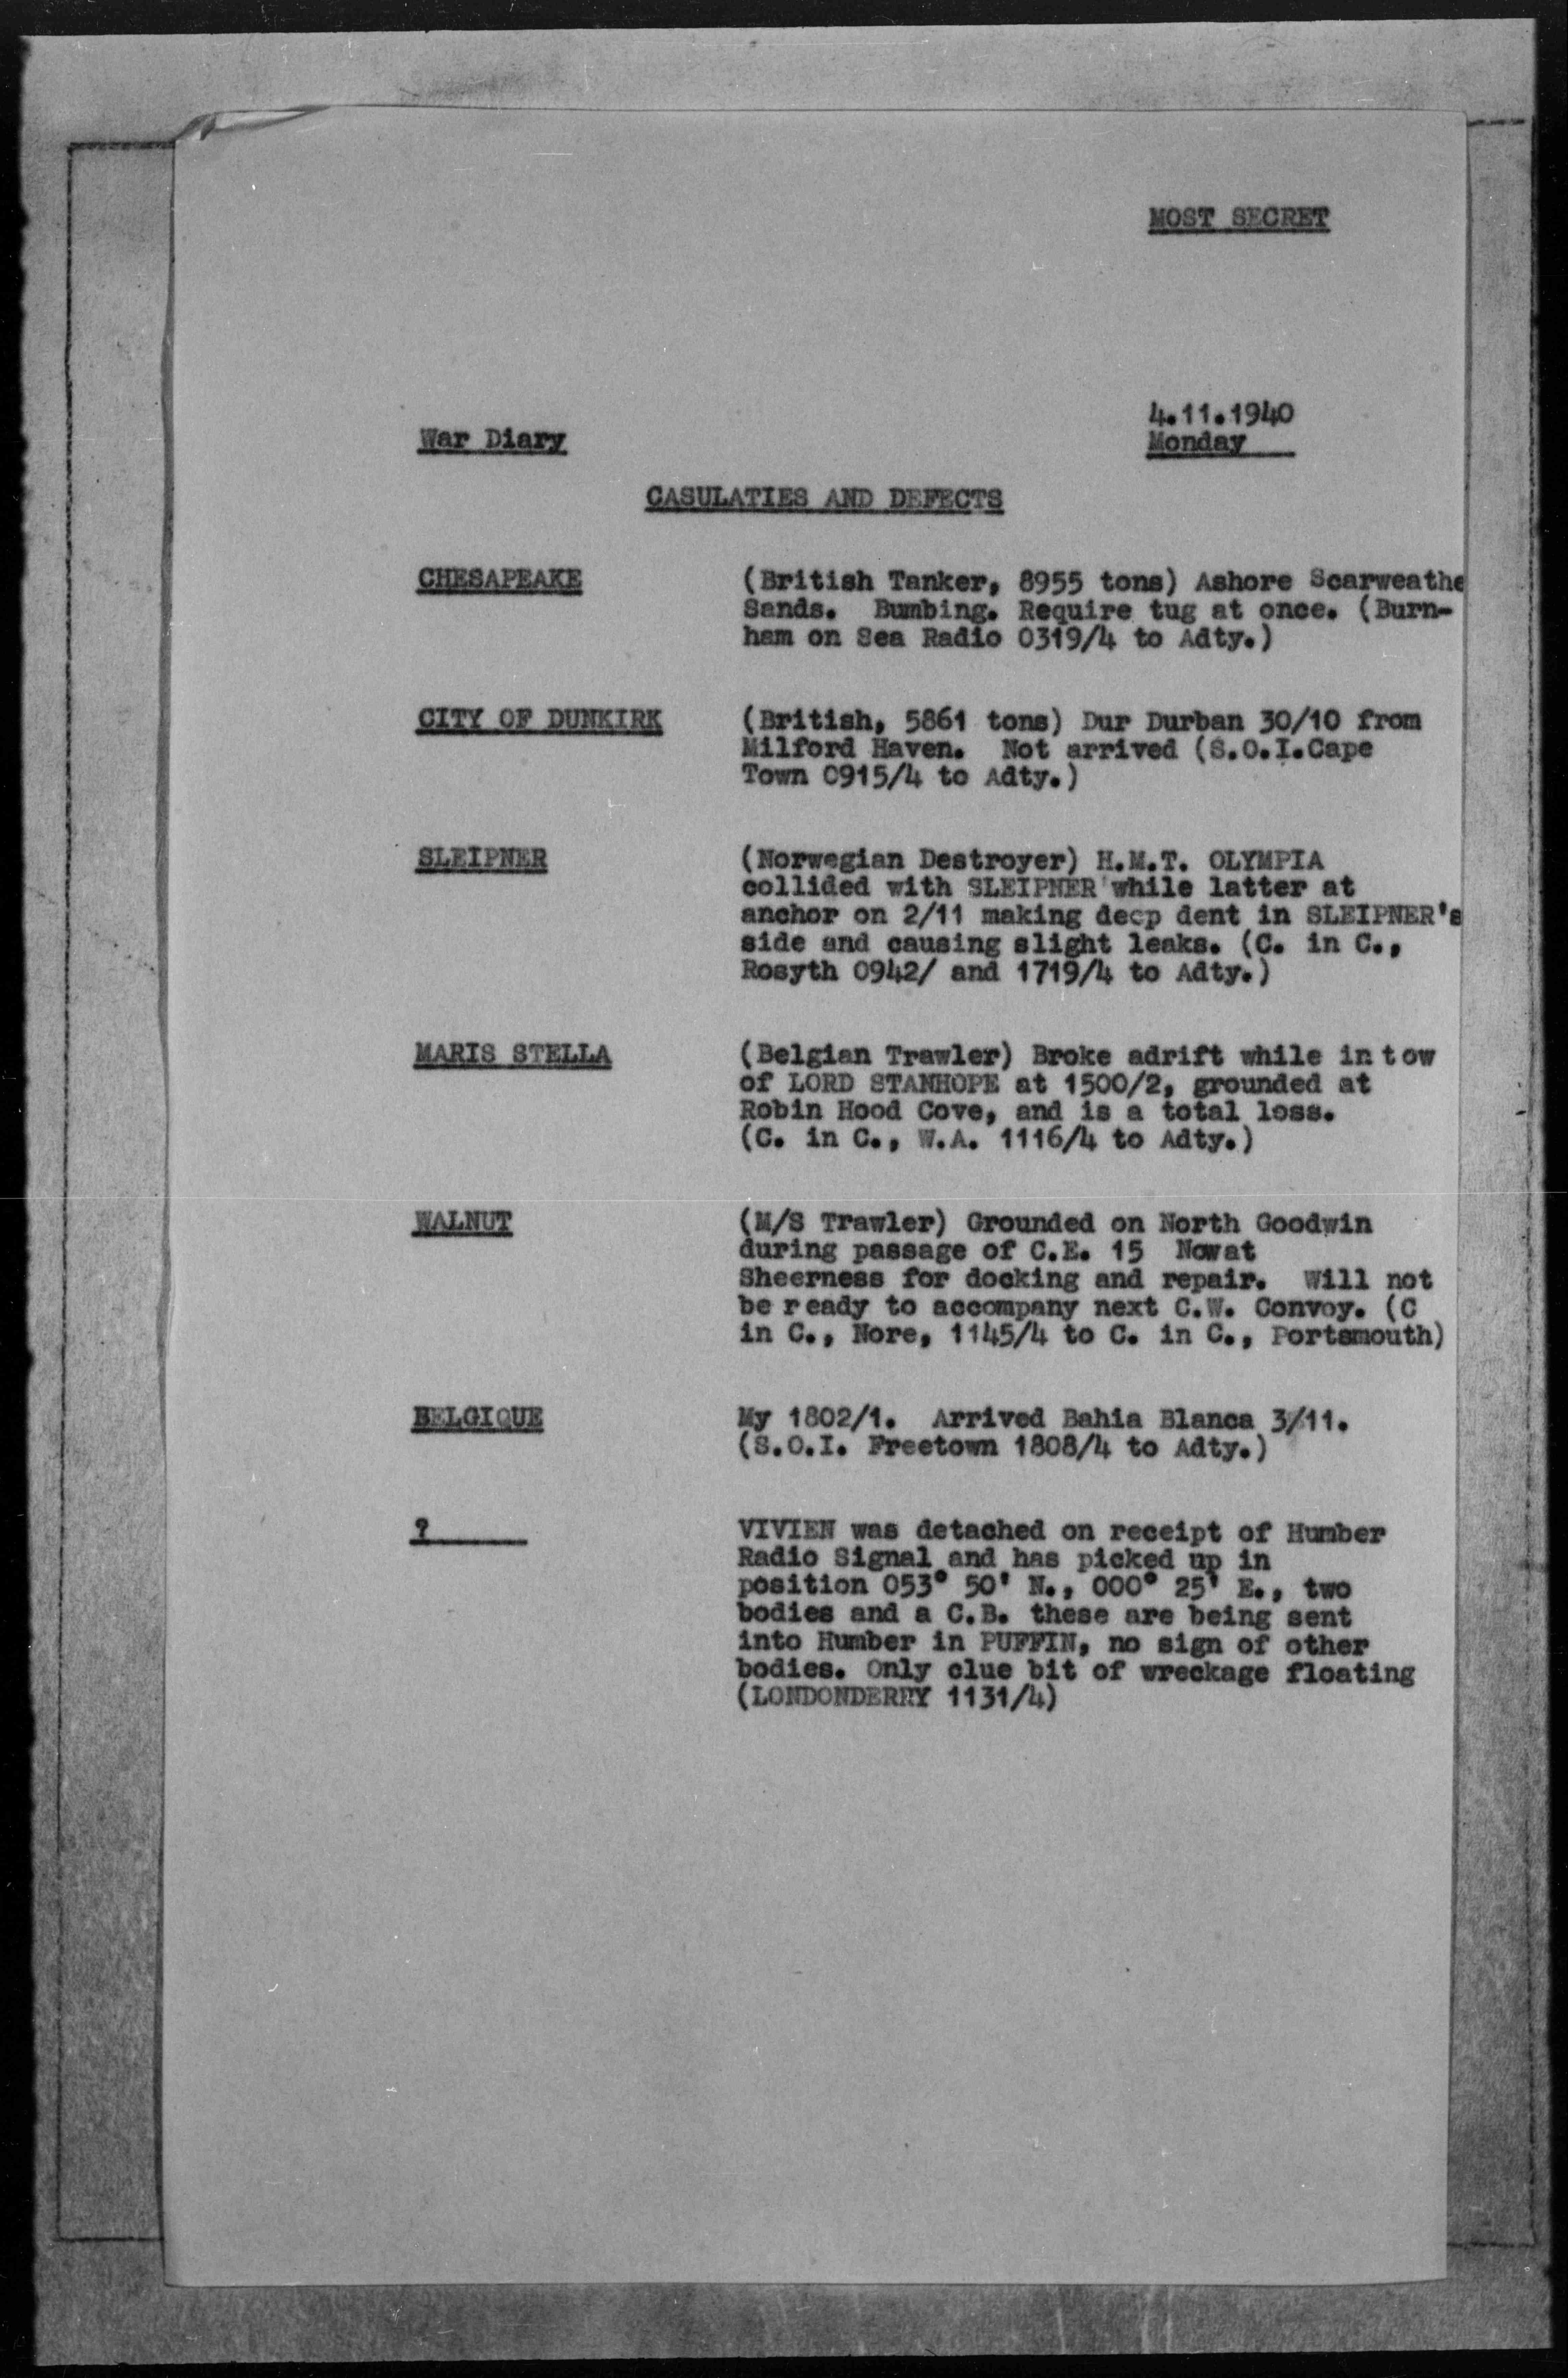 MOST SECRET
4.11.1940
War Diary Monday
CASULATIES AND DEFECTS
CHESAPEAKE (British Tanker, 8955 tons) Ashore Scarweathe
Sands. Bumbing. Require tug at once. (Burn-
ham on Sea Radio 0319/4 to Adty.)
CITY OF DUNKIRK (British, 5861 tons) Dur Durban 30/10 from
Milford Haven. Not arrived (S.O.I.Cape
Town 0915/4 to Adty.)
SLEIPNER (Norwegian Destroyer) H.M.T. OLYMPIA
collided with SLEIPNER while latter at
anchor on 2/11 making deep dent in SLEIPNER's
side and causing slight leaks. (C. in C.,
Rosyth 0942/ and 1719/4 to Adty.)
MARIS STELLA (Belgian Trawler) Broke adrift while in tow
of LORD STANHOPE at 1500/2, grounded at
Robin Hood Cove, and is a total loss.
(C. in C., W.A. 1116/4 to Adty.)
WALNUT (M/S Trawler) Grounded on North Goodwin
during passage of C.E. 15 Now at
Sheerness for docking and repair. Will not
be ready to accompany next C.W. Convoy. (C
in C., Nore, 1145/4 to C. in C., Portsmouth)
BELGIQUE My 1802/1. Arrived Bahia Blanca 3/11.
(S.O.I. Freetown 1808/4 to Adty.)
? VIVIEN was detached on receipt of Humber
Radio Signal and has picked up in
position 053° 50' N., 000° 25' E., two
bodies and a C.B. these are being sent
into Humber in PUFFIN, no sign of other
bodies. Only clue bit of wreckage floating
(LONDONDERRY 1131/4)